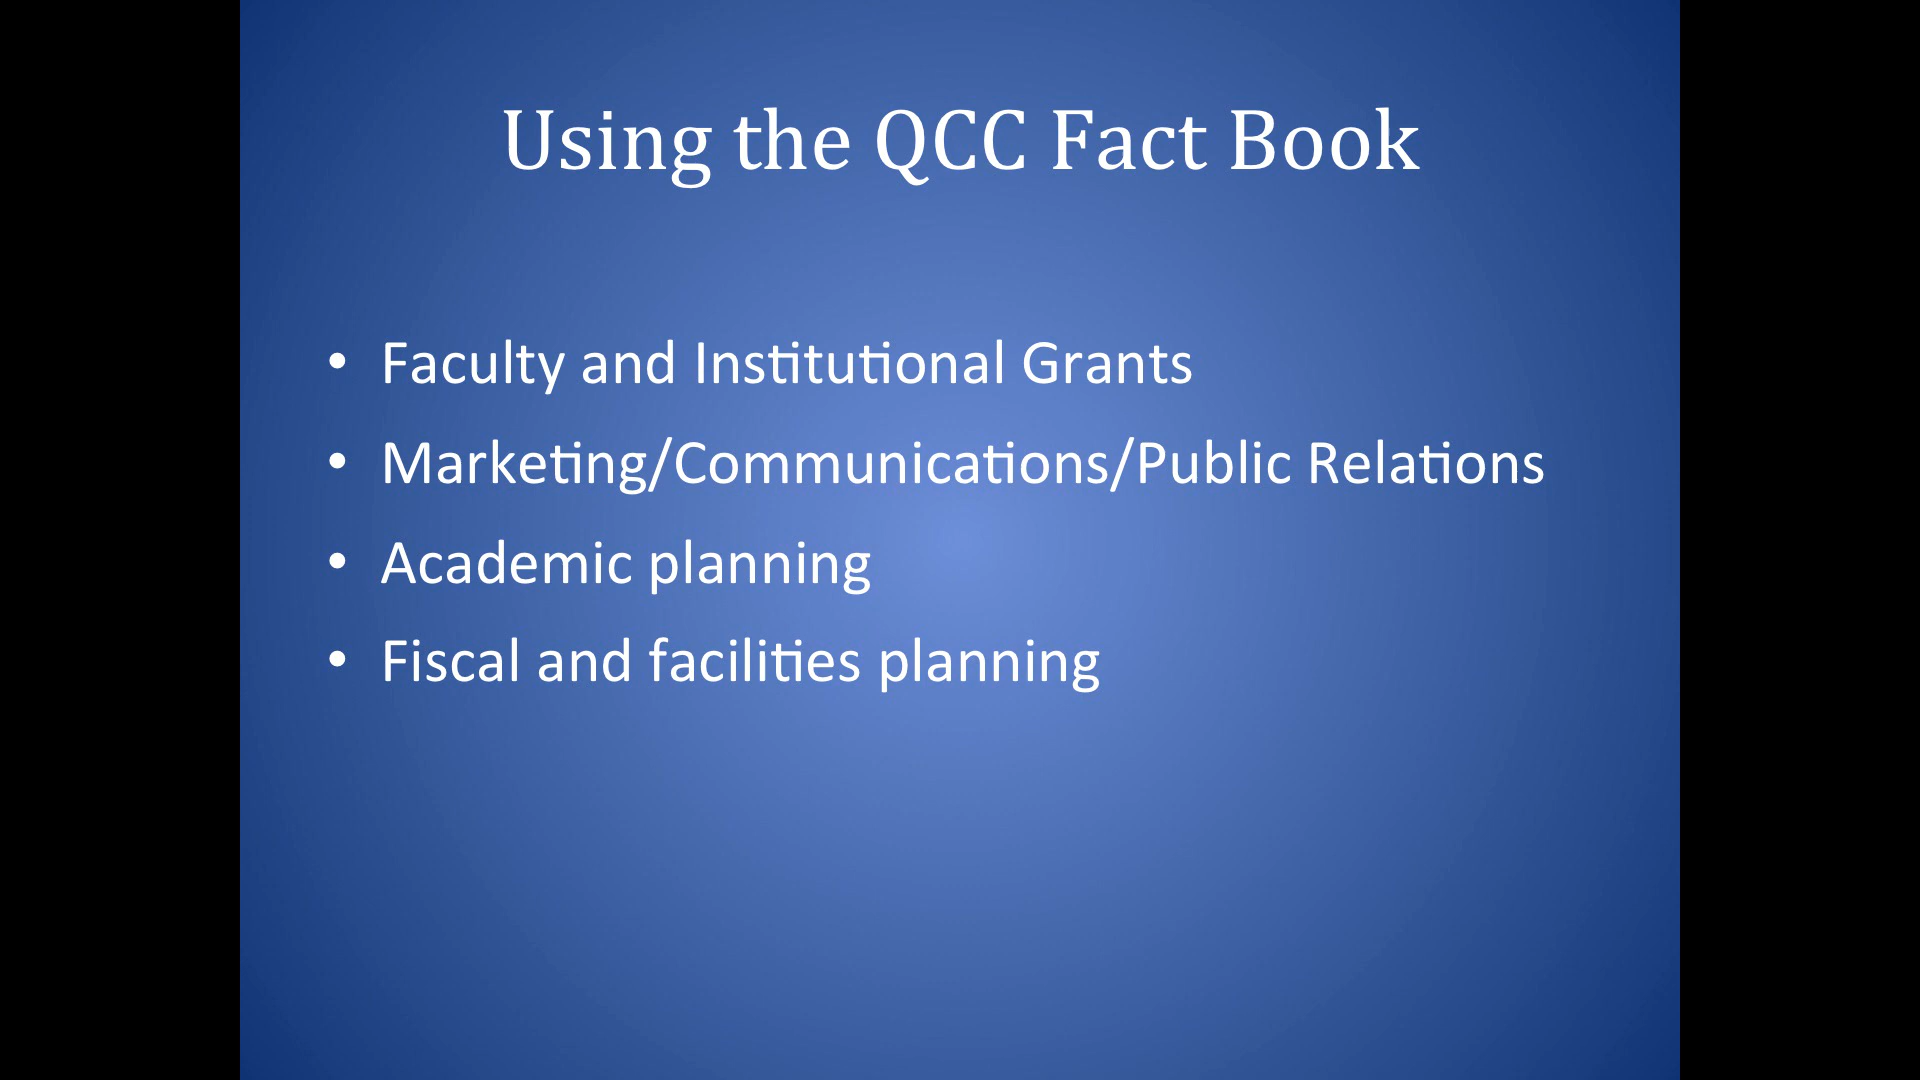 Using the QCC Fact Book
• Faculty and Institutional Grants
• Marketing/Communications/Public Relations
• Academic planning
• Fiscal and facilities planning